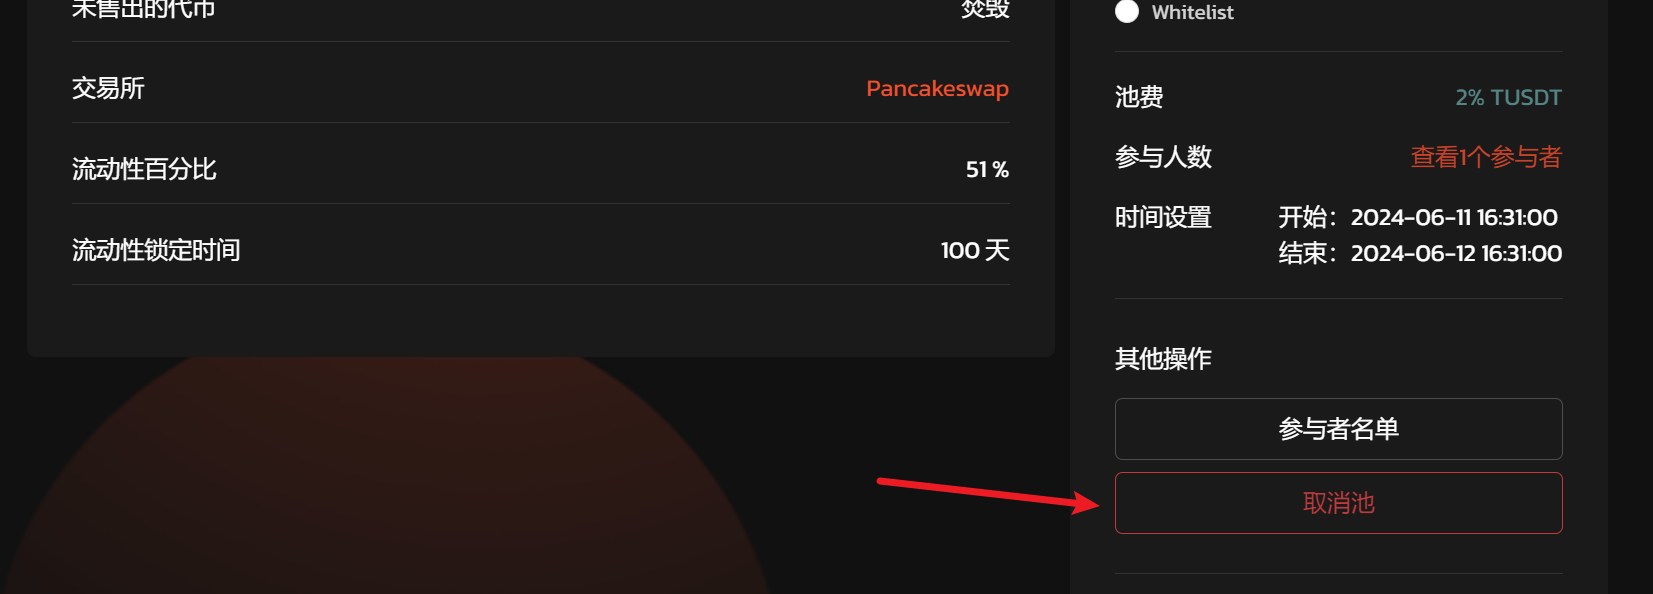 未售出的代币 焚毁
交易所 Pancakeswap
流动性百分比 51 %
流动性锁定时间 100 天
Whitelist
池费 2% TUSDT
参与人数 查看1个参与者
时间设置 开始：2024-06-11 16:31:00
结束：2024-06-12 16:31:00
其他操作
参与者名单
取消池